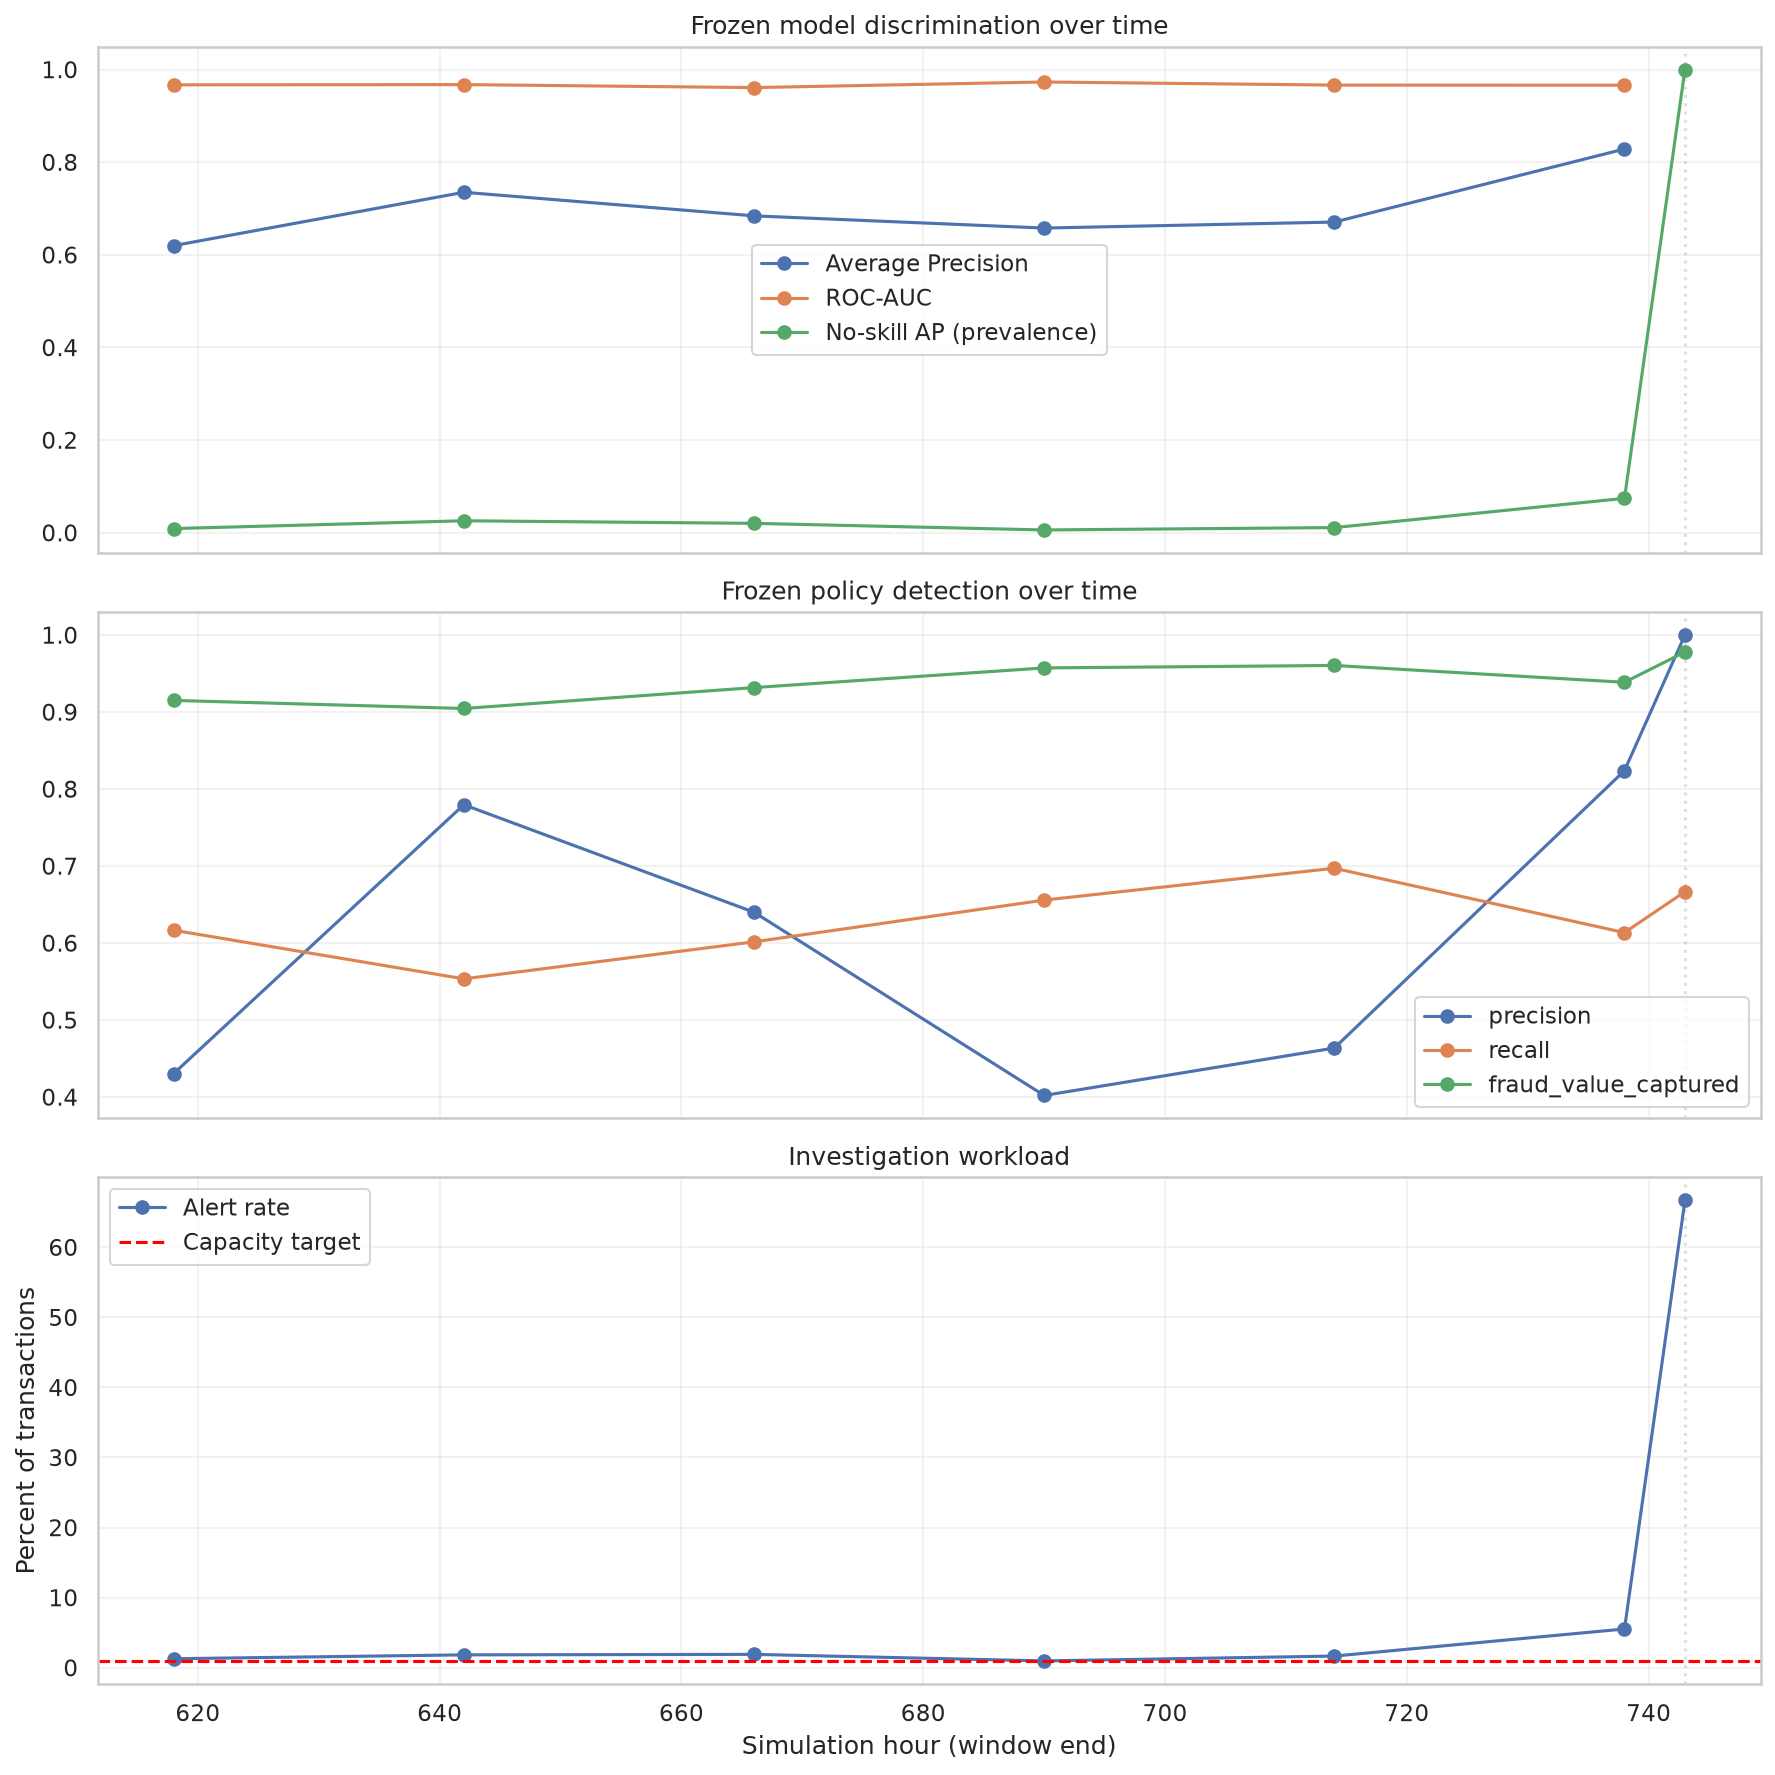 Frozen model discrimination over time
1.0
0.8
0.6
0.4
0.2
0.0
Average Precision
ROC-AUC
No-skill AP (prevalence)
Frozen policy detection over time
1.0
0.9
0.8
0.7
0.6
0.5
0.4
precision
recall
fraud_value_captured
Investigation workload
Alert rate
Capacity target
Percent of transactions
60
50
40
30
20
10
0
620 640 660 680 700 720 740
Simulation hour (window end)